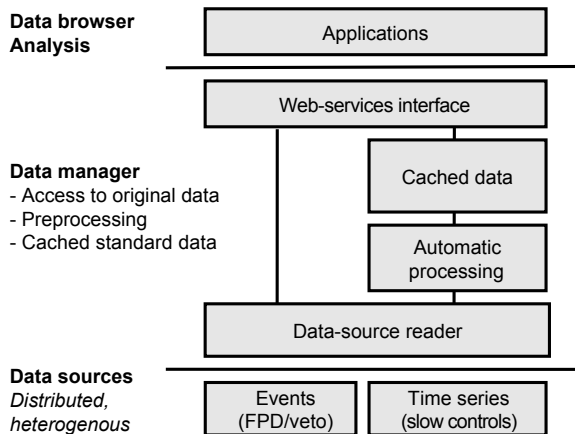 Data browser
Analysis
Applications
Web-services interface
Data manager
- Access to original data
- Preprocessing
- Cached standard data
Cached data
Automatic
processing
Data-source reader
Data sources
Distributed,
heterogenous
Events
(FPD/veto)
Time series
(slow controls)